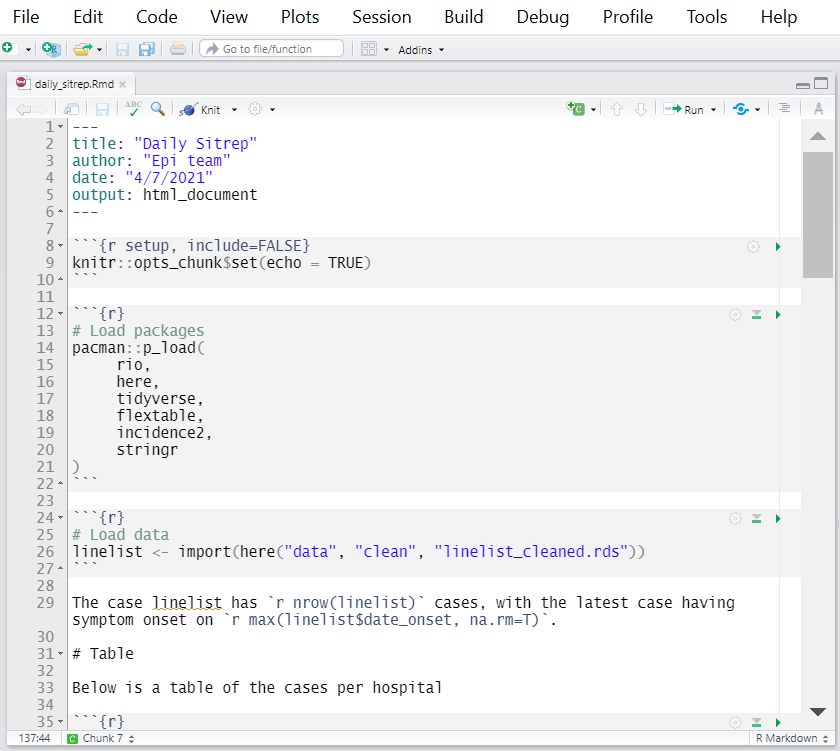 File Edit Code View Plots Session Build Debug Profile Tools Help
Go to file/function Addins
daily_sitrep.Rmd
ABC Knit Run
1 ---
2 title: "Daily Sitrep"
3 author: "Epi team"
4 date: "4/7/2021"
5 output: html_document
6 ---
7
8 ```{r setup, include=FALSE}
9 knitr::opts_chunk$set(echo = TRUE)
10 ```
11
12 ```{r}
13 # Load packages
14 pacman::p_load(
15 rio,
16 here,
17 tidyverse,
18 flextable,
19 incidence2,
20 stringr
21 )
22 ```
23
24 ```{r}
25 # Load data
26 linelist <- import(here("data", "clean", "linelist_cleaned.rds"))
27 ```
28
29 The case linelist has `r nrow(linelist)` cases, with the latest case having
symptom onset on `r max(linelist$date_onset, na.rm=T)`.
30
31 # Table
32
33 Below is a table of the cases per hospital
34
35 ```{r}
137:44 C Chunk 7 R Markdown